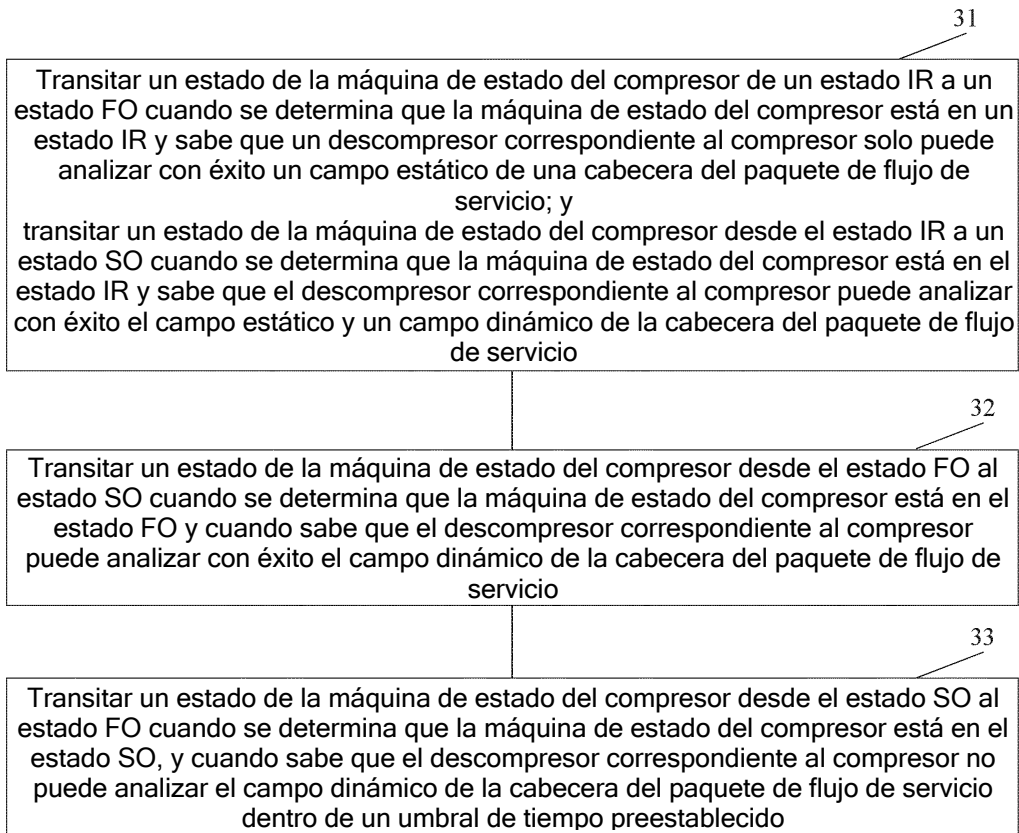 31
Transitar un estado de la máquina de estado del compresor de un estado IR a un
estado FO cuando se determina que la máquina de estado del compresor está en un
estado IR y sabe que un descompresor correspondiente al compresor solo puede
analizar con éxito un campo estático de una cabecera del paquete de flujo de
servicio; y
transitar un estado de la máquina de estado del compresor desde el estado IR a un
estado SO cuando se determina que la máquina de estado del compresor está en el
estado IR y sabe que el descompresor correspondiente al compresor puede analizar
con éxito el campo estático y un campo dinámico de la cabecera del paquete de flujo
de servicio
32
Transitar un estado de la máquina de estado del compresor desde el estado FO al
estado SO cuando se determina que la máquina de estado del compresor está en el
estado FO y cuando sabe que el descompresor correspondiente al compresor
puede analizar con éxito el campo dinámico de la cabecera del paquete de flujo de
servicio
33
Transitar un estado de la máquina de estado del compresor desde el estado SO al
estado FO cuando se determina que la máquina de estado del compresor está en el
estado SO, y cuando sabe que el descompresor correspondiente al compresor no
puede analizar el campo dinámico de la cabecera del paquete de flujo de servicio
dentro de un umbral de tiempo preestablecido